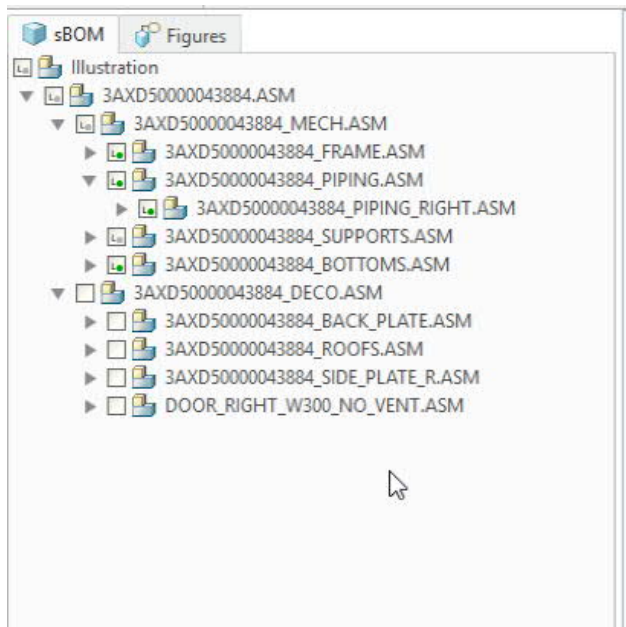 sBOM Figures
Illustration
3AXD50000043884.ASM
3AXD50000043884_MECH.ASM
3AXD50000043884_FRAME.ASM
3AXD50000043884_PIPING.ASM
3AXD50000043884_PIPING_RIGHT.ASM
3AXD50000043884_SUPPORTS.ASM
3AXD50000043884_BOTTOMS.ASM
3AXD50000043884_DECO.ASM
3AXD50000043884_BACK_PLATE.ASM
3AXD50000043884_ROOFS.ASM
3AXD50000043884_SIDE_PLATE_R.ASM
DOOR_RIGHT_W300_NO_VENT.ASM